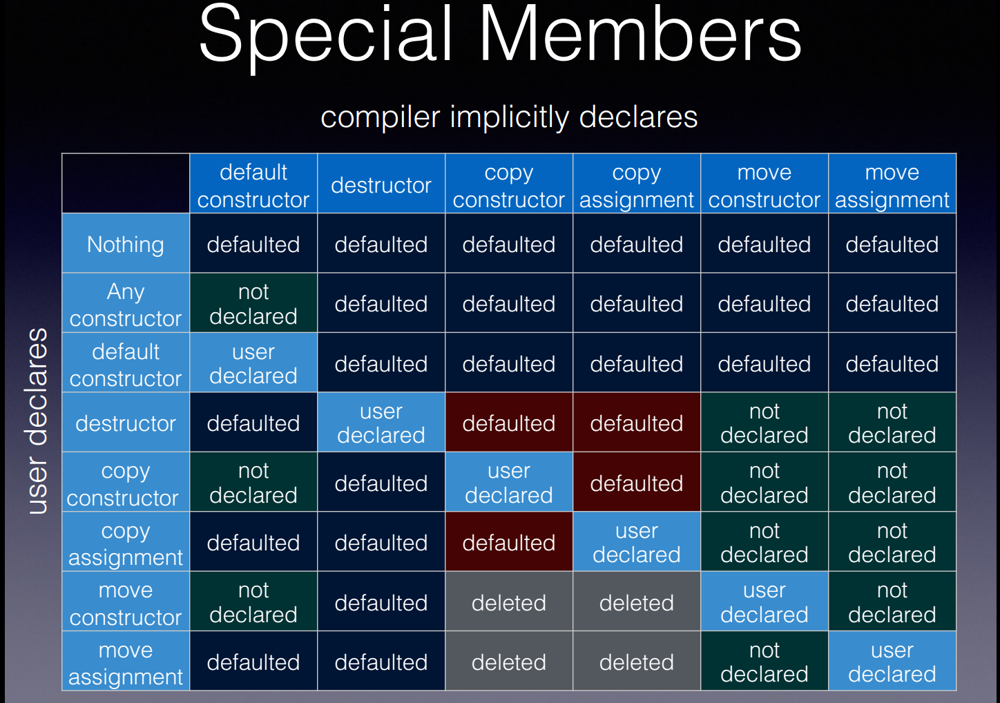 Special Members
compiler implicitly declares
user declares
default
constructor
destructor
copy
constructor
copy
assignment
move
constructor
move
assignment
Nothing
defaulted
defaulted
defaulted
defaulted
defaulted
defaulted
Any
constructor
not
declared
defaulted
defaulted
defaulted
defaulted
defaulted
default
constructor
user
declared
defaulted
defaulted
defaulted
defaulted
defaulted
destructor
defaulted
user
declared
defaulted
defaulted
not
declared
not
declared
copy
constructor
not
declared
defaulted
user
declared
defaulted
not
declared
not
declared
copy
assignment
defaulted
defaulted
defaulted
user
declared
not
declared
not
declared
move
constructor
not
declared
defaulted
deleted
deleted
user
declared
not
declared
move
assignment
defaulted
defaulted
deleted
deleted
not
declared
user
declared